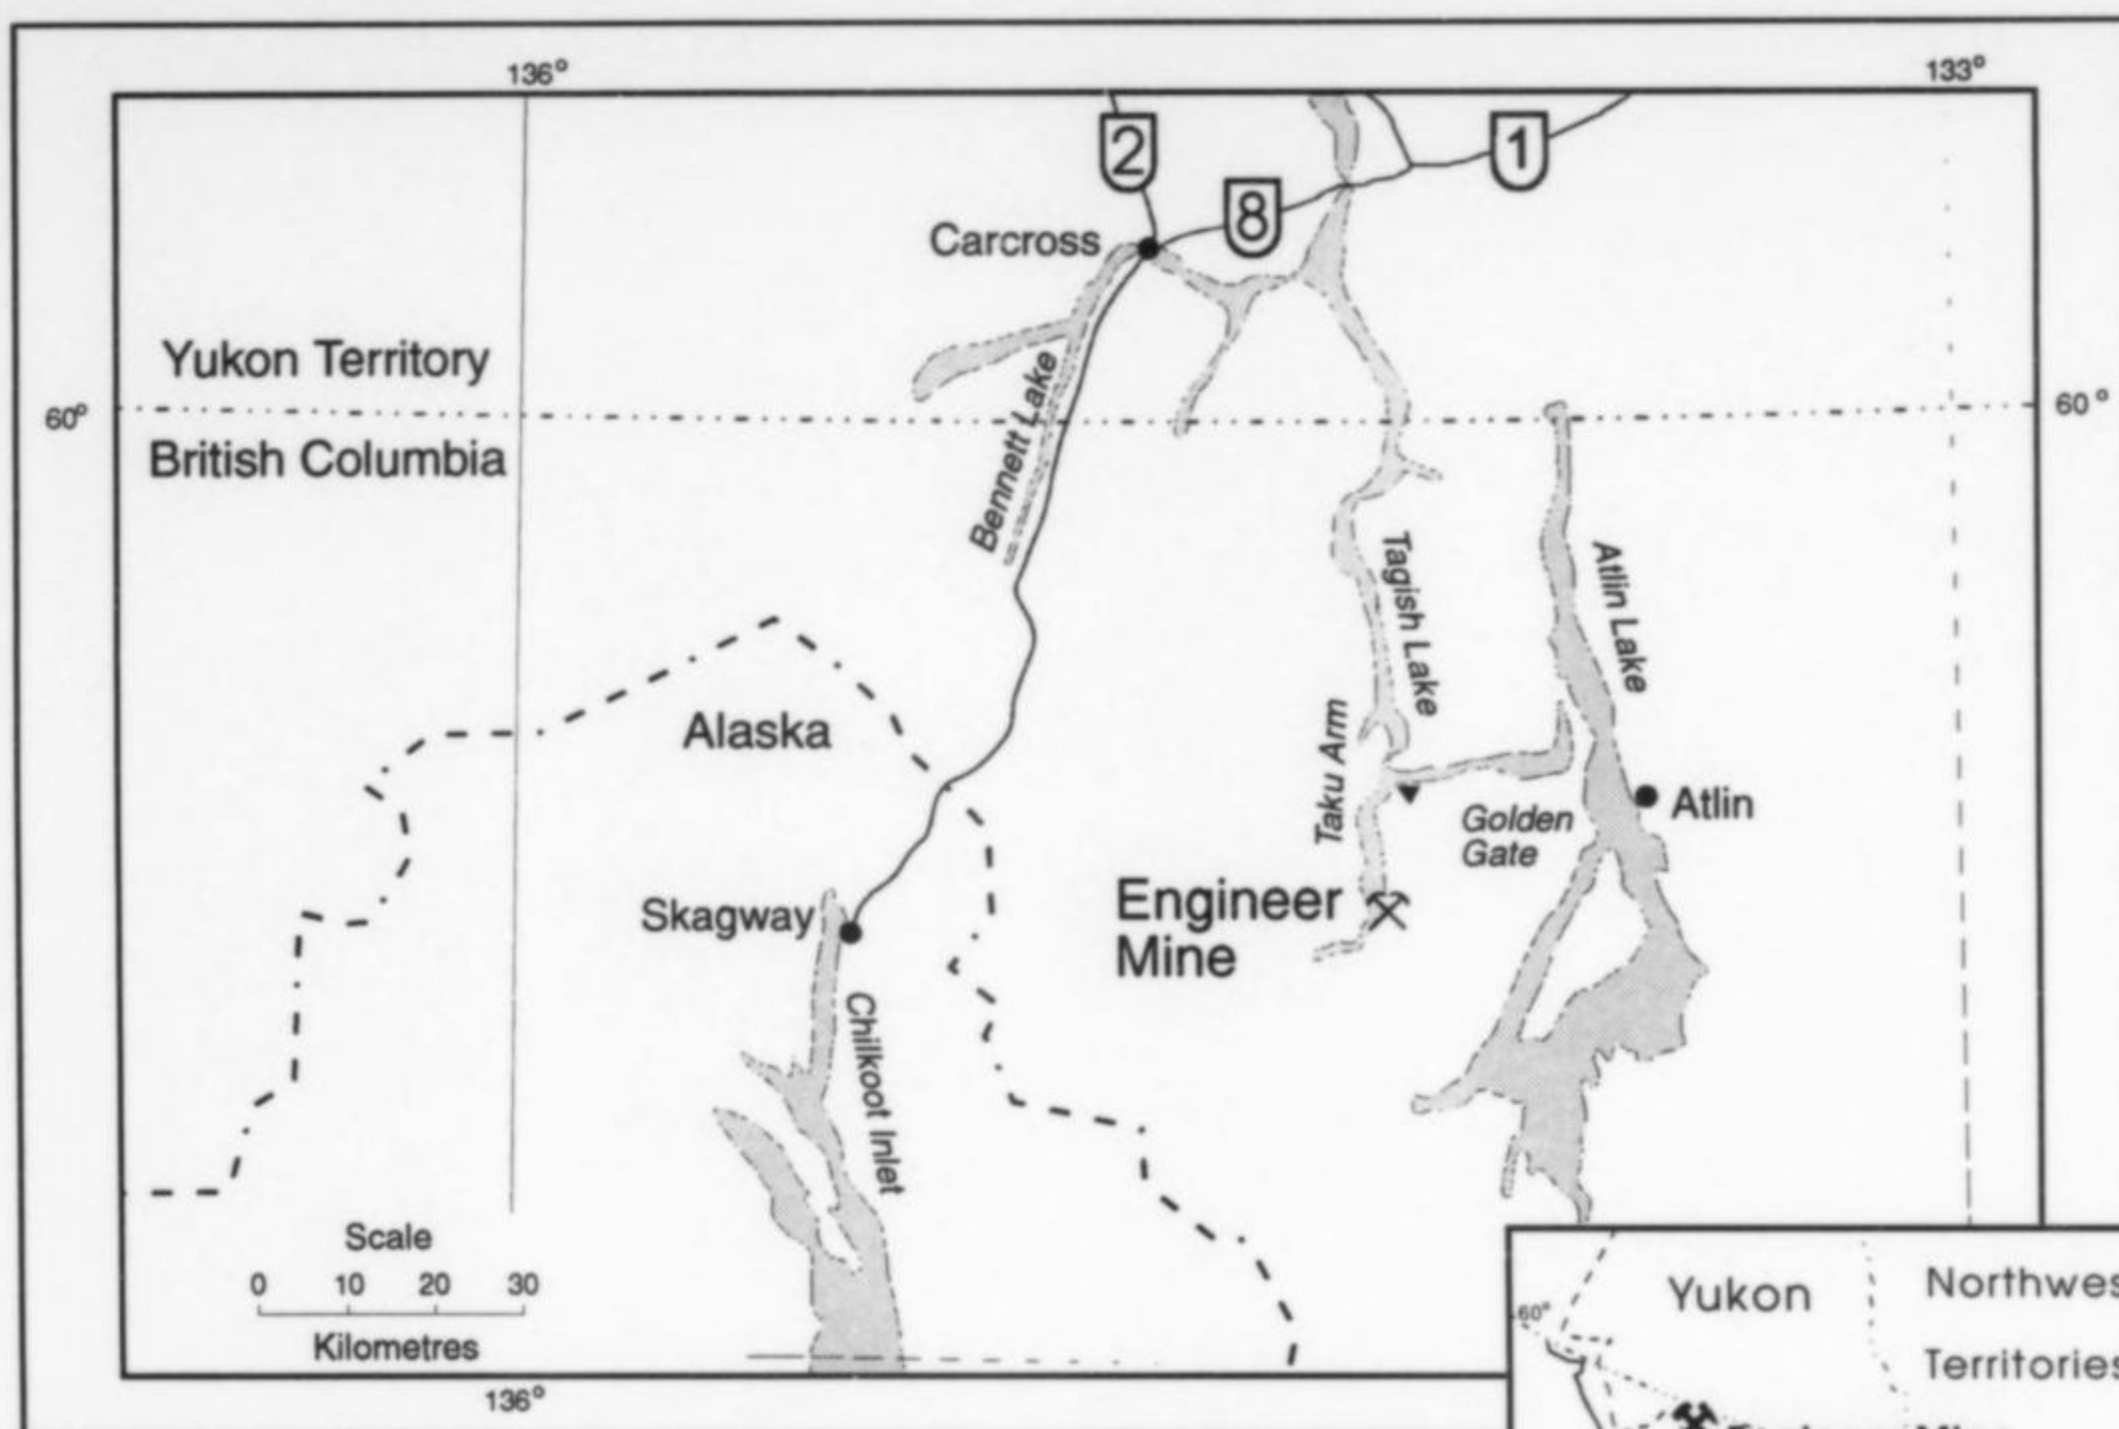 136°
133°
2
1
8
Carcross
Yukon Territory
60°
60°
British Columbia
Bennett Lake
Tagish Lake
Atlin Lake
Alaska
Taku Arm
Atlin
Golden
Gate
Engineer
Mine
Skagway
Chilkoot Inlet
Scale
0 10 20 30
Kilometres
136°
Yukon
Northwes
60°
Territories